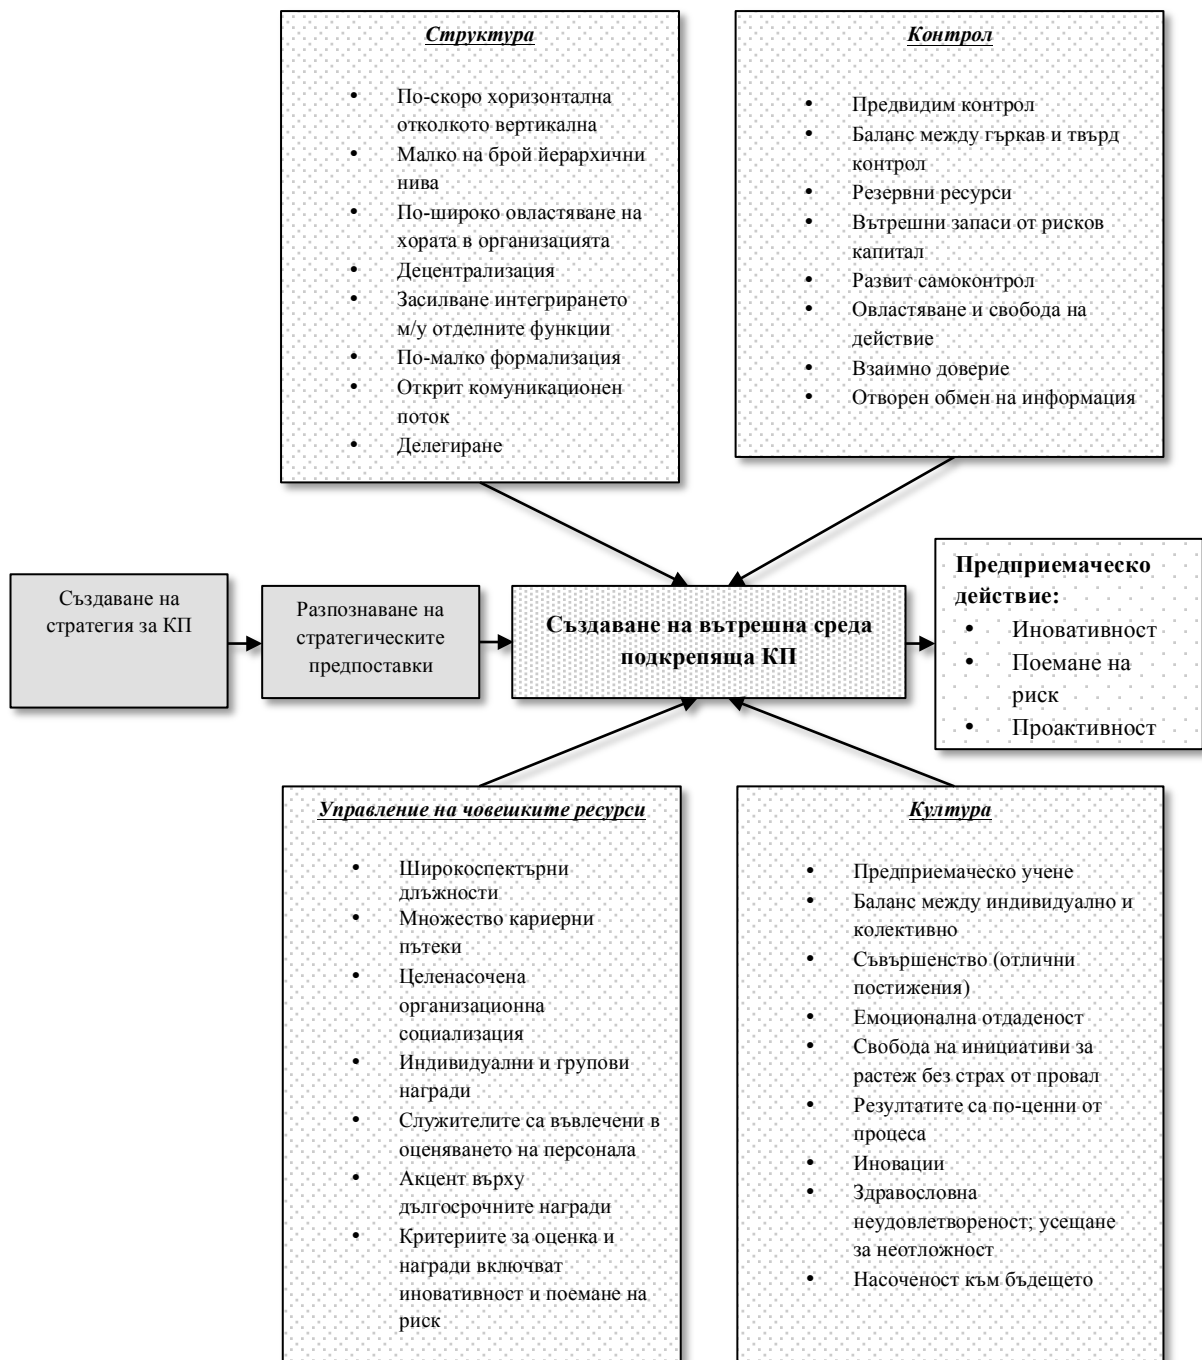 Структура
• По-скоро хоризонтална
отколкото вертикална
• Малко на брой йерархични
нива
• По-широко овластяване на
хората в организацията
• Децентрализация
• Засилване интегрирането
м/у отделните функции
• По-малко формализация
• Открит комуникационен
поток
• Делегиране
Контрол
• Предвидим контрол
• Баланс между гъркав и твърд
контрол
• Резервни ресурси
• Вътрешни запаси от рисков
капитал
• Развит самоконтрол
• Овластяване и свобода на
действие
• Взаимно доверие
• Отворен обмен на информация
Създаване на
стратегия за КП
Разпознаване на
стратегическите
предпоставки
Създаване на вътрешна среда
подкрепяща КП
Предприемаческо
действие:
• Иновативност
• Поемане на
риск
• Проактивност
Управление на човешките ресурси
• Широкоспектърни
длъжности
• Множество кариерни
пътеки
• Целенасочена
организационна
социализация
• Индивидуални и групови
награди
• Служителите са въвлечени в
оценяването на персонала
• Акцент върху
дългосрочните награди
• Критериите за оценка и
награди включват
иновативност и поемане на
риск
Култура
• Предприемаческо учене
• Баланс между индивидуално и
колективно
• Съвършенство (отлични
постижения)
• Емоционална отдаденост
• Свобода на инициативи за
растеж без страх от провал
• Резултатите са по-ценни от
процеса
• Иновации
• Здравословна
неудовлетвореност; усещане
за неотложност
• Насоченост към бъдещето